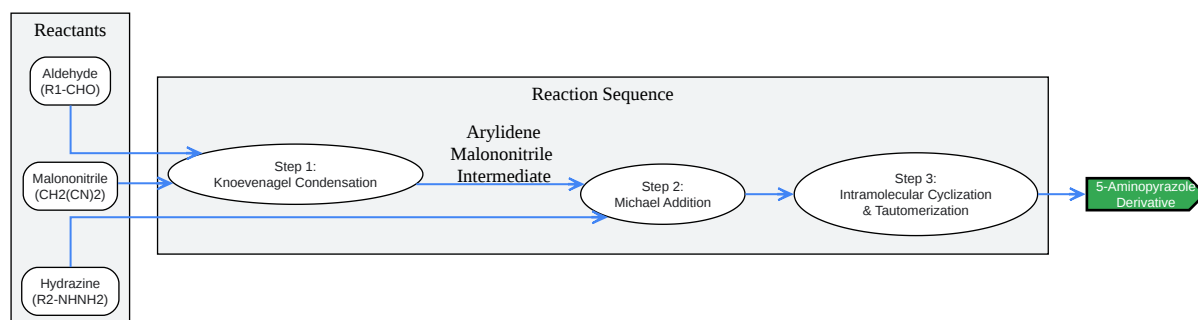 Reactants
Aldehyde
(R1-CHO)
Malononitrile
(CH2(CN)2)
Hydrazine
(R2-NHNH2)
Reaction Sequence
Step 1:
Knoevenagel Condensation
Arylidene
Malononitrile
Intermediate
Step 2:
Michael Addition
Step 3:
Intramolecular Cyclization
& Tautomerization
5-Aminopyrazole
Derivative